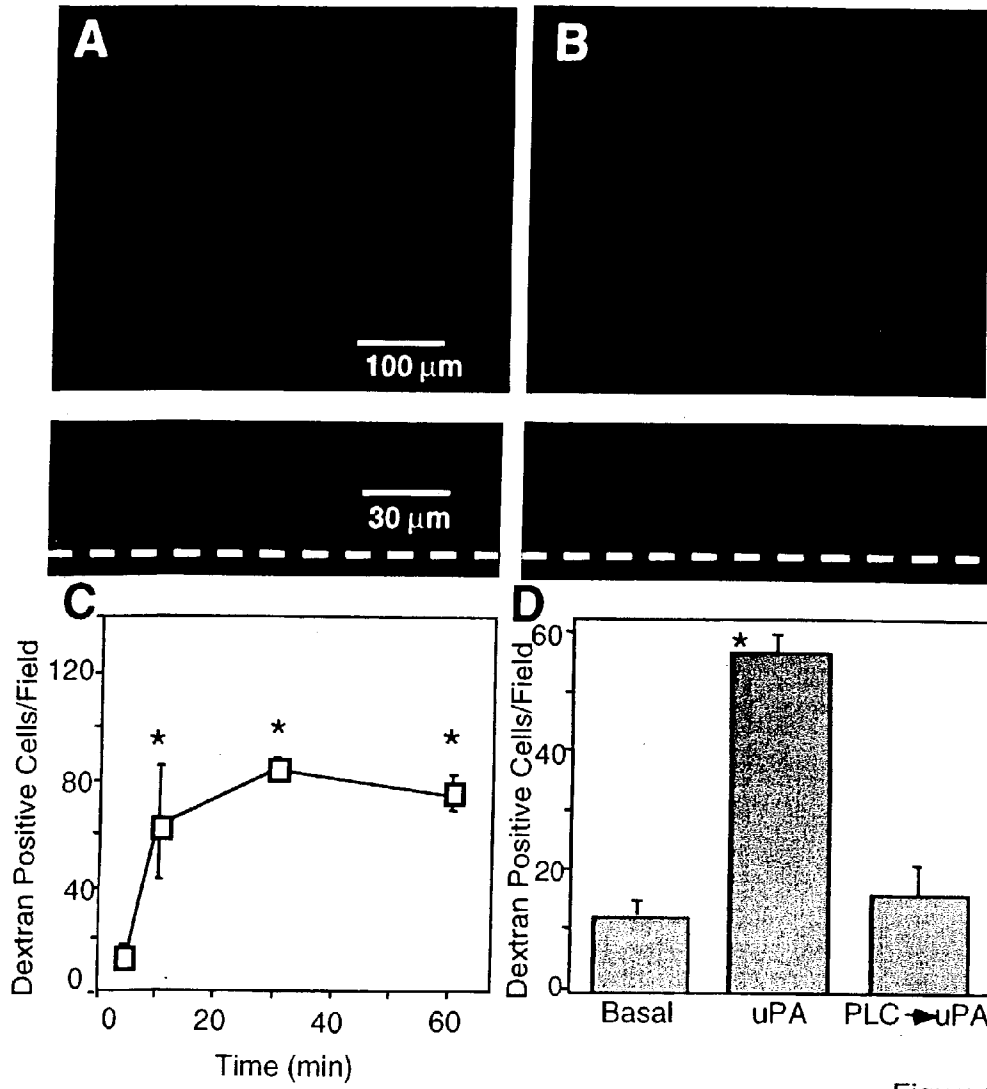 A
B
100 μm
30 μm
C
Dextran Positive Cells/Field
120
80
40
0
0 20 40 60
Time (min)
* * *
D
Dextran Positive Cells/Field
60
40
20
0
*
Basal uPA PLC→uPA